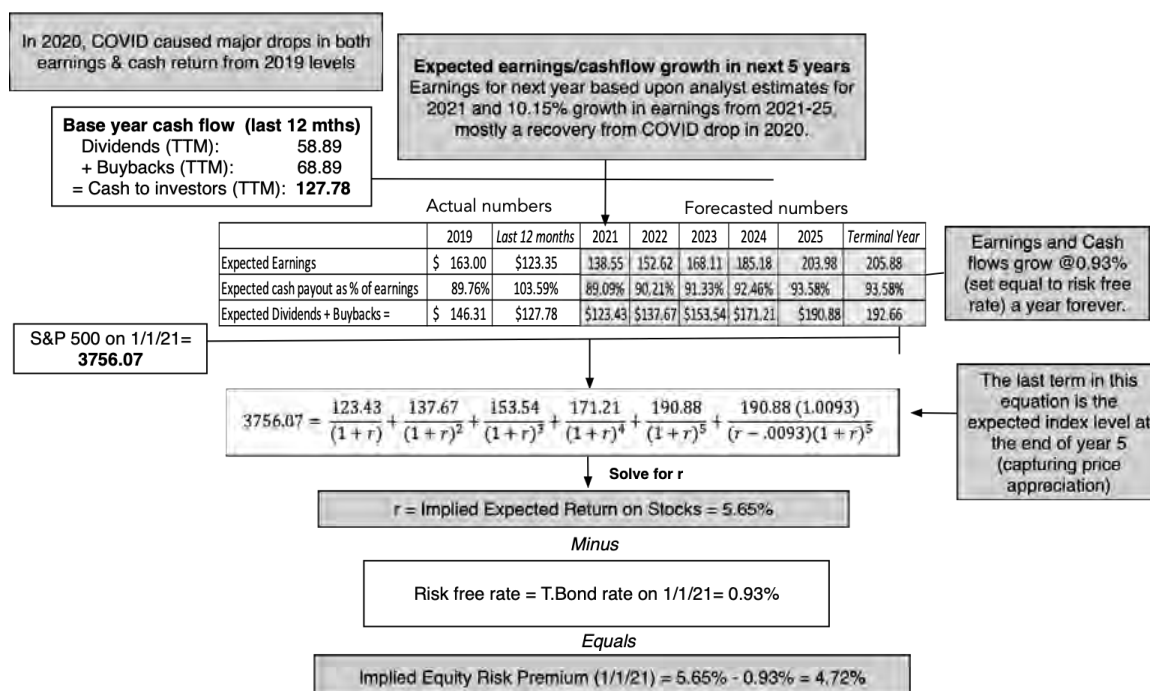 In 2020, COVID caused major drops in both
earnings & cash return from 2019 levels
Expected earnings/cashflow growth in next 5 years
Earnings for next year based upon analyst estimates for
2021 and 10.15% growth in earnings from 2021-25,
mostly a recovery from COVID drop in 2020.
Base year cash flow (last 12 mths)
Dividends (TTM): 58.89
+ Buybacks (TTM): 68.89
= Cash to investors (TTM): 127.78
Actual numbers Forecasted numbers
2019 Last 12 months 2021 2022 2023 2024 2025 Terminal Year
Expected Earnings $ 163.00 $123.35 138.55 152.62 168.11 185.18 203.98 205.88
Expected cash payout as % of earnings 89.76% 103.59% 89.09% 90.21% 91.33% 92.46% 93.58% 93.58%
Expected Dividends + Buybacks = $ 146.31 $127.78 $123.43 $137.67 $153.54 $171.21 $190.88 192.66
Earnings and Cash
flows grow @0.93%
(set equal to risk free
rate) a year forever.
S&P 500 on 1/1/21=
3756.07
3756.07 = 123.43/(1 + r) + 137.67/(1 + r)^2 + 153.54/(1 + r)^3 + 171.21/(1 + r)^4 + 190.88/(1 + r)^5 + 190.88 (1.0093)/(r − .0093)(1 + r)^5
The last term in this
equation is the
expected index level at
the end of year 5
(capturing price
appreciation)
Solve for r
r = Implied Expected Return on Stocks = 5.65%
Minus
Risk free rate = T.Bond rate on 1/1/21= 0.93%
Equals
Implied Equity Risk Premium (1/1/21) = 5.65% - 0.93% = 4.72%